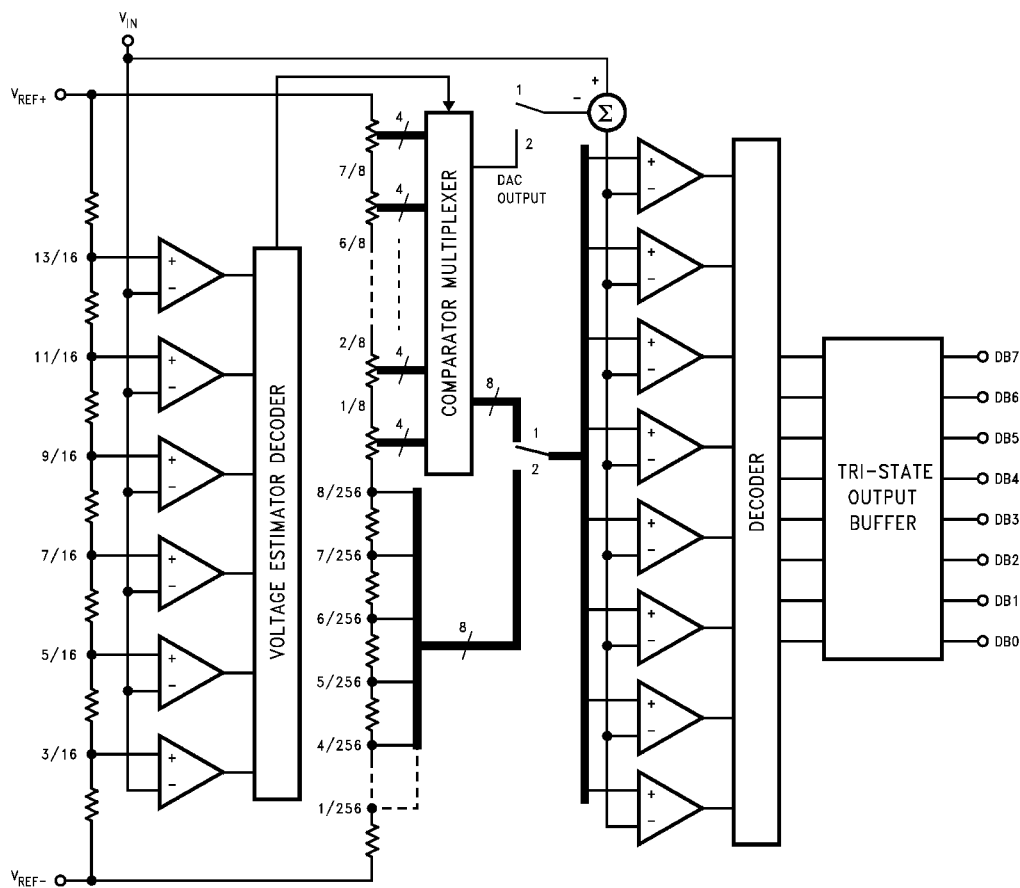 V_IN
V_REF+
13/16
11/16
9/16
7/16
5/16
3/16
V_REF-
+
−
+
−
+
−
+
−
+
−
+
−
VOLTAGE ESTIMATOR DECODER
4
7/8
4
6/8
2/8
4
1/8
4
8/256
7/256
6/256
5/256
4/256
1/256
COMPARATOR MULTIPLEXER
8
8
1
2
DAC
OUTPUT
1
2
+
−
Σ
+
−
+
−
+
−
+
−
+
−
+
−
+
−
+
−
DECODER
TRI-STATE
OUTPUT
BUFFER
DB7
DB6
DB5
DB4
DB3
DB2
DB1
DB0